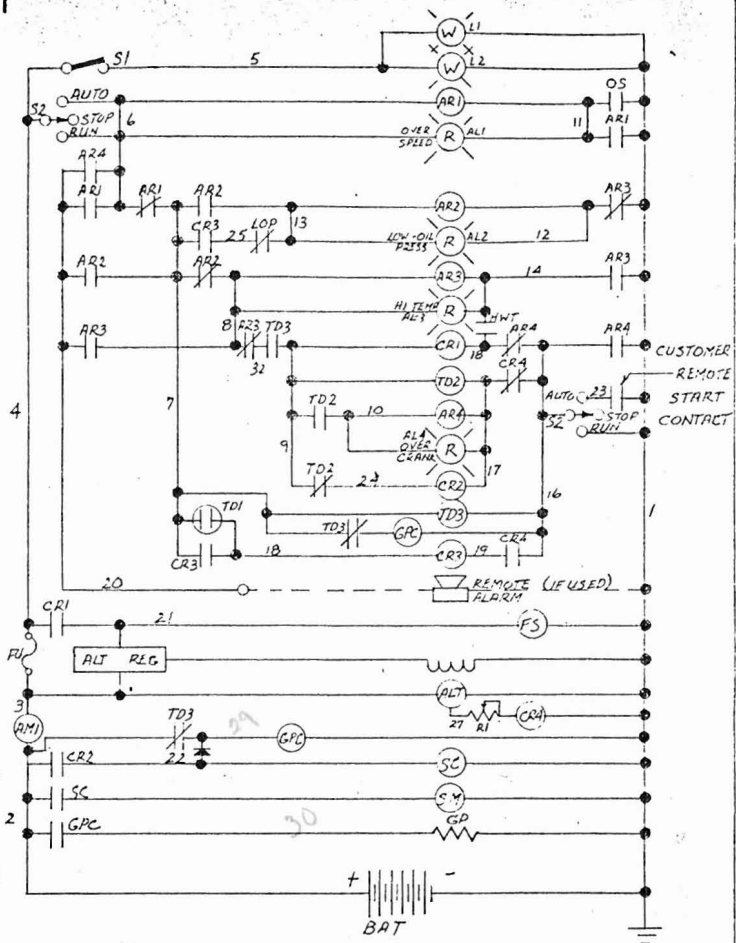 W L1
S1 5 W L2
AUTO AR1 OS
S2 STOP 6 11 AR1
RUN OVER SPEED R AL1
AR4
AR1 AR1 AR2 AR2 AR3
CR3 25 LOP 13 LOW-OIL PRESS R AL2 12
AR2 AR2 AR3 14 AR3
HI TEMP AL3 R HWT
AR3 8 AR3 TD3 CR1 18 AR4 AR4
32
CUSTOMER
REMOTE
START
CONTACT
TD2 CR4 AUTO 23
4 7 TD2 10 AR4 S2 STOP
RUN
9 AL4 OVER CRANK R 17
TD2 24 CR2
16 1
TD1 TD3
TD3 GPC
CR3 18 CR3 19 CR4
20 REMOTE (IF USED)
ALARM
CR1 21 FS
FU
ALT REG
3 ALT
AM1 27 R1 CR4
TD3 29 GPC
CR2 22 SC
2 SC SM
GPC 30 GP
+ -
BAT